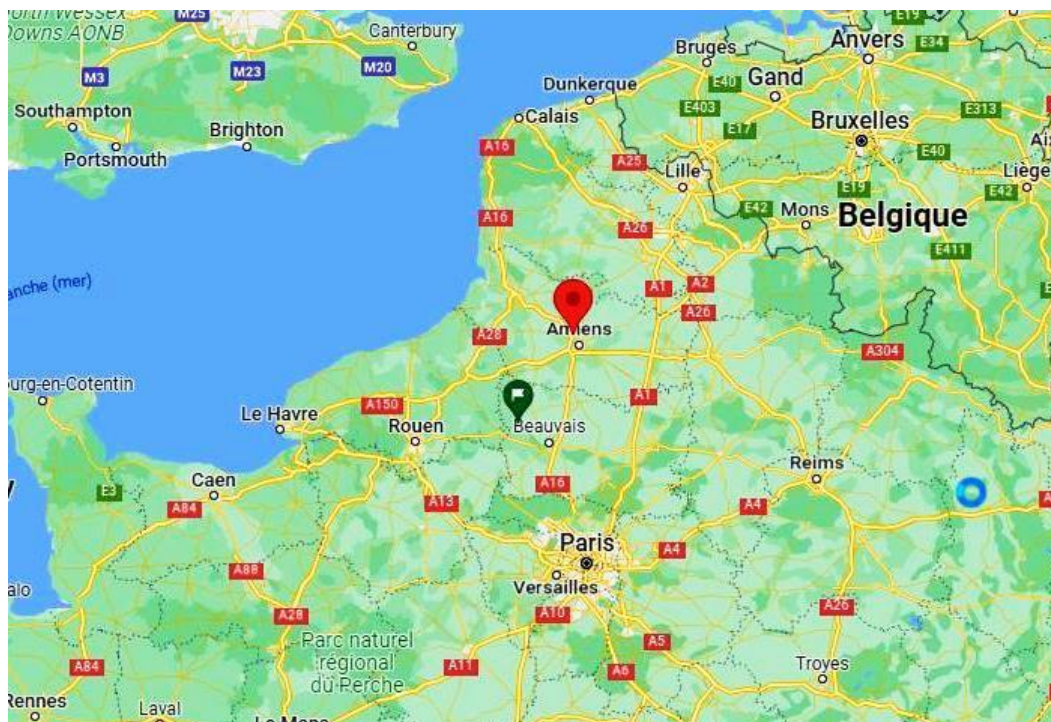 North Wessex
Downs AONB
M25
Canterbury
E19
Anvers
E34
Bruges
M3
M23
M20
Dunkerque
E40
Gand
Southampton
Calais
E403
E313
Brighton
E17
Bruxelles
Portsmouth
A16
A25
Lille
E40
Liège
E19
E42
A16
E42
Mons
Belgique
A26
E411
anche (mer)
A1
A2
A26
Amiens
A28
A304
ourg-en-Cotentin
A1
Le Havre
A150
Rouen
Beauvais
Reims
Caen
A16
E3
A84
A13
A4
Paris
A4
A88
Versailles
alo
A28
A10
A26
Parc naturel
régional
du Perche
A5
A84
A11
A6
Troyes
Rennes
Laval
Le Mans